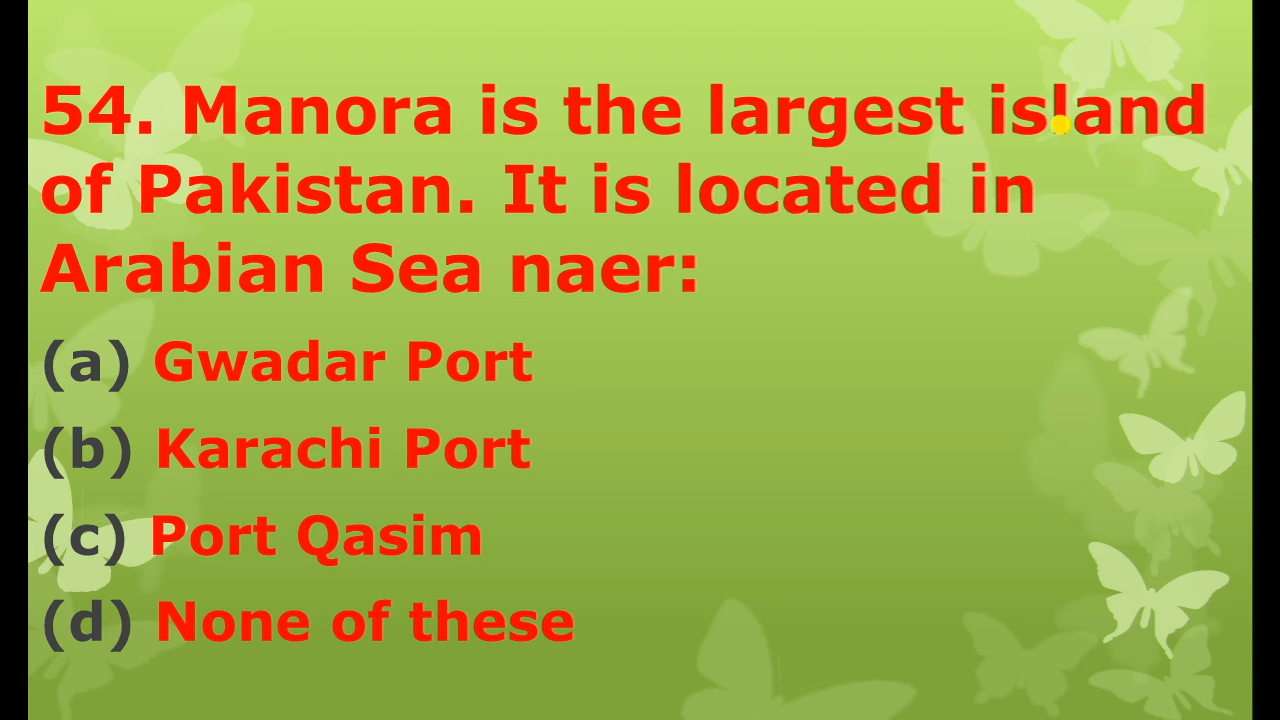 54. Manora is the largest island
of Pakistan. It is located in
Arabian Sea naer:
(a) Gwadar Port
(b) Karachi Port
(c) Port Qasim
(d) None of these